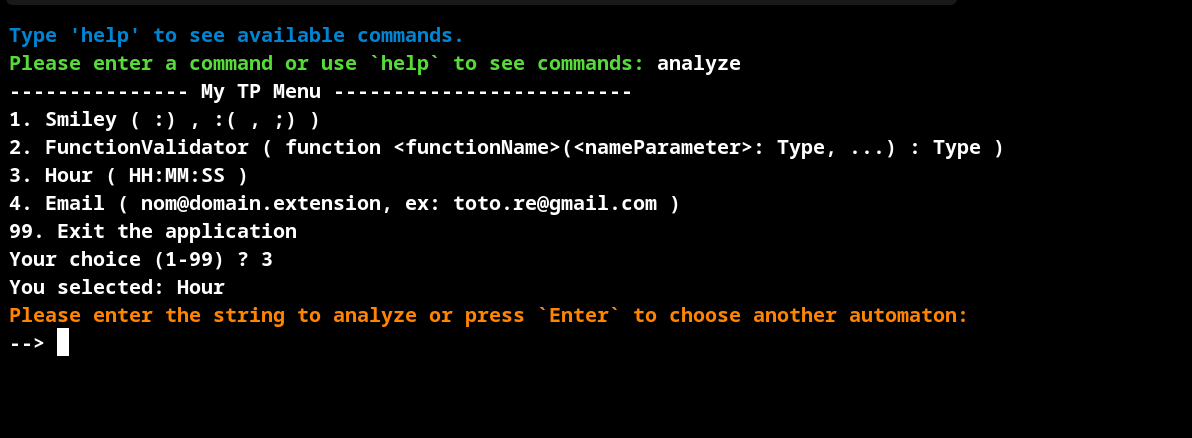 Type 'help' to see available commands.
Please enter a command or use `help` to see commands: analyze
--------------- My TP Menu -------------------------
1. Smiley ( :) , :( , ;) )
2. FunctionValidator ( function <functionName>(<nameParameter>: Type, ...) : Type )
3. Hour ( HH:MM:SS )
4. Email ( nom@domain.extension, ex: toto.re@gmail.com )
99. Exit the application
Your choice (1-99) ? 3
You selected: Hour
Please enter the string to analyze or press `Enter` to choose another automaton:
-->